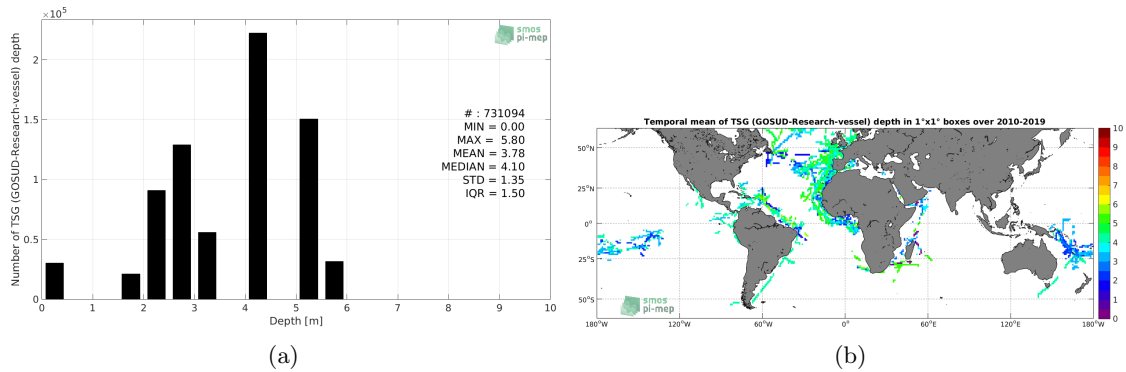 ×10⁵
smos
pi-mep
2
1.5
1
0.5
0
Number of TSG (GOSUD-Research-vessel) depth
# : 731094
MIN = 0.00
MAX = 5.80
MEAN = 3.78
MEDIAN = 4.10
STD = 1.35
IQR = 1.50
0 1 2 3 4 5 6 7 8 9 10
Depth [m]
(a)
Temporal mean of TSG (GOSUD-Research-vessel) depth in 1°x1° boxes over 2010-2019
50°N
25°N
0°
25°S
50°S
smos
pi-mep
180°W 120°W 60°W 0° 60°E 120°E 180°W
10
9
8
7
6
5
4
3
2
1
0
(b)